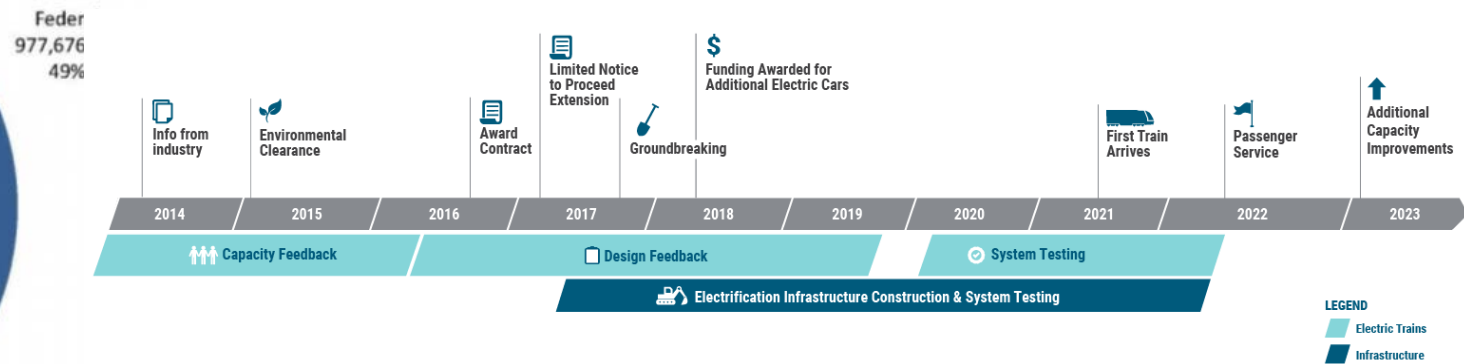 Feder
977,676
49%
Limited Notice
to Proceed
Extension
$
Funding Awarded for
Additional Electric Cars
Info from
industry
Environmental
Clearance
Award
Contract
Groundbreaking
First Train
Arrives
Passenger
Service
Additional
Capacity
Improvements
2014 2015 2016 2017 2018 2019 2020 2021 2022 2023
Capacity Feedback
Design Feedback
System Testing
Electrification Infrastructure Construction & System Testing
LEGEND
Electric Trains
Infrastructure